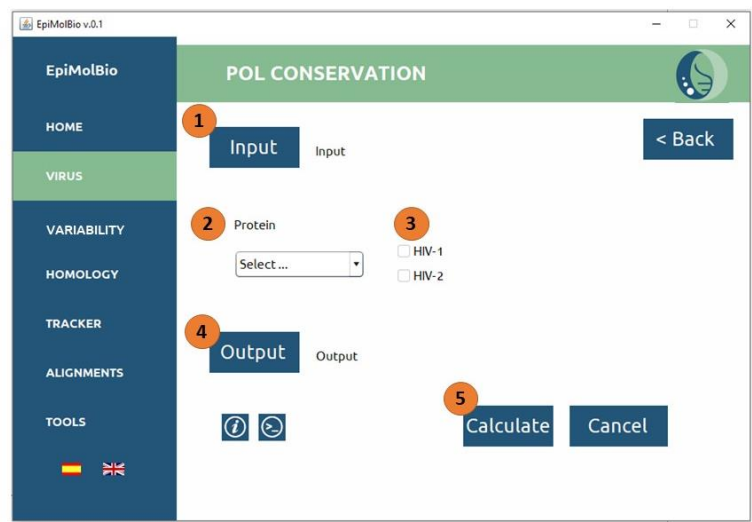 EpiMolBio v.0.1
EpiMolBio
POL CONSERVATION
HOME
1
Input
Input
< Back
VIRUS
VARIABILITY
HOMOLOGY
TRACKER
ALIGNMENTS
TOOLS
2
Protein
Select ...
3
HIV-1
HIV-2
4
Output
Output
5
Calculate
Cancel